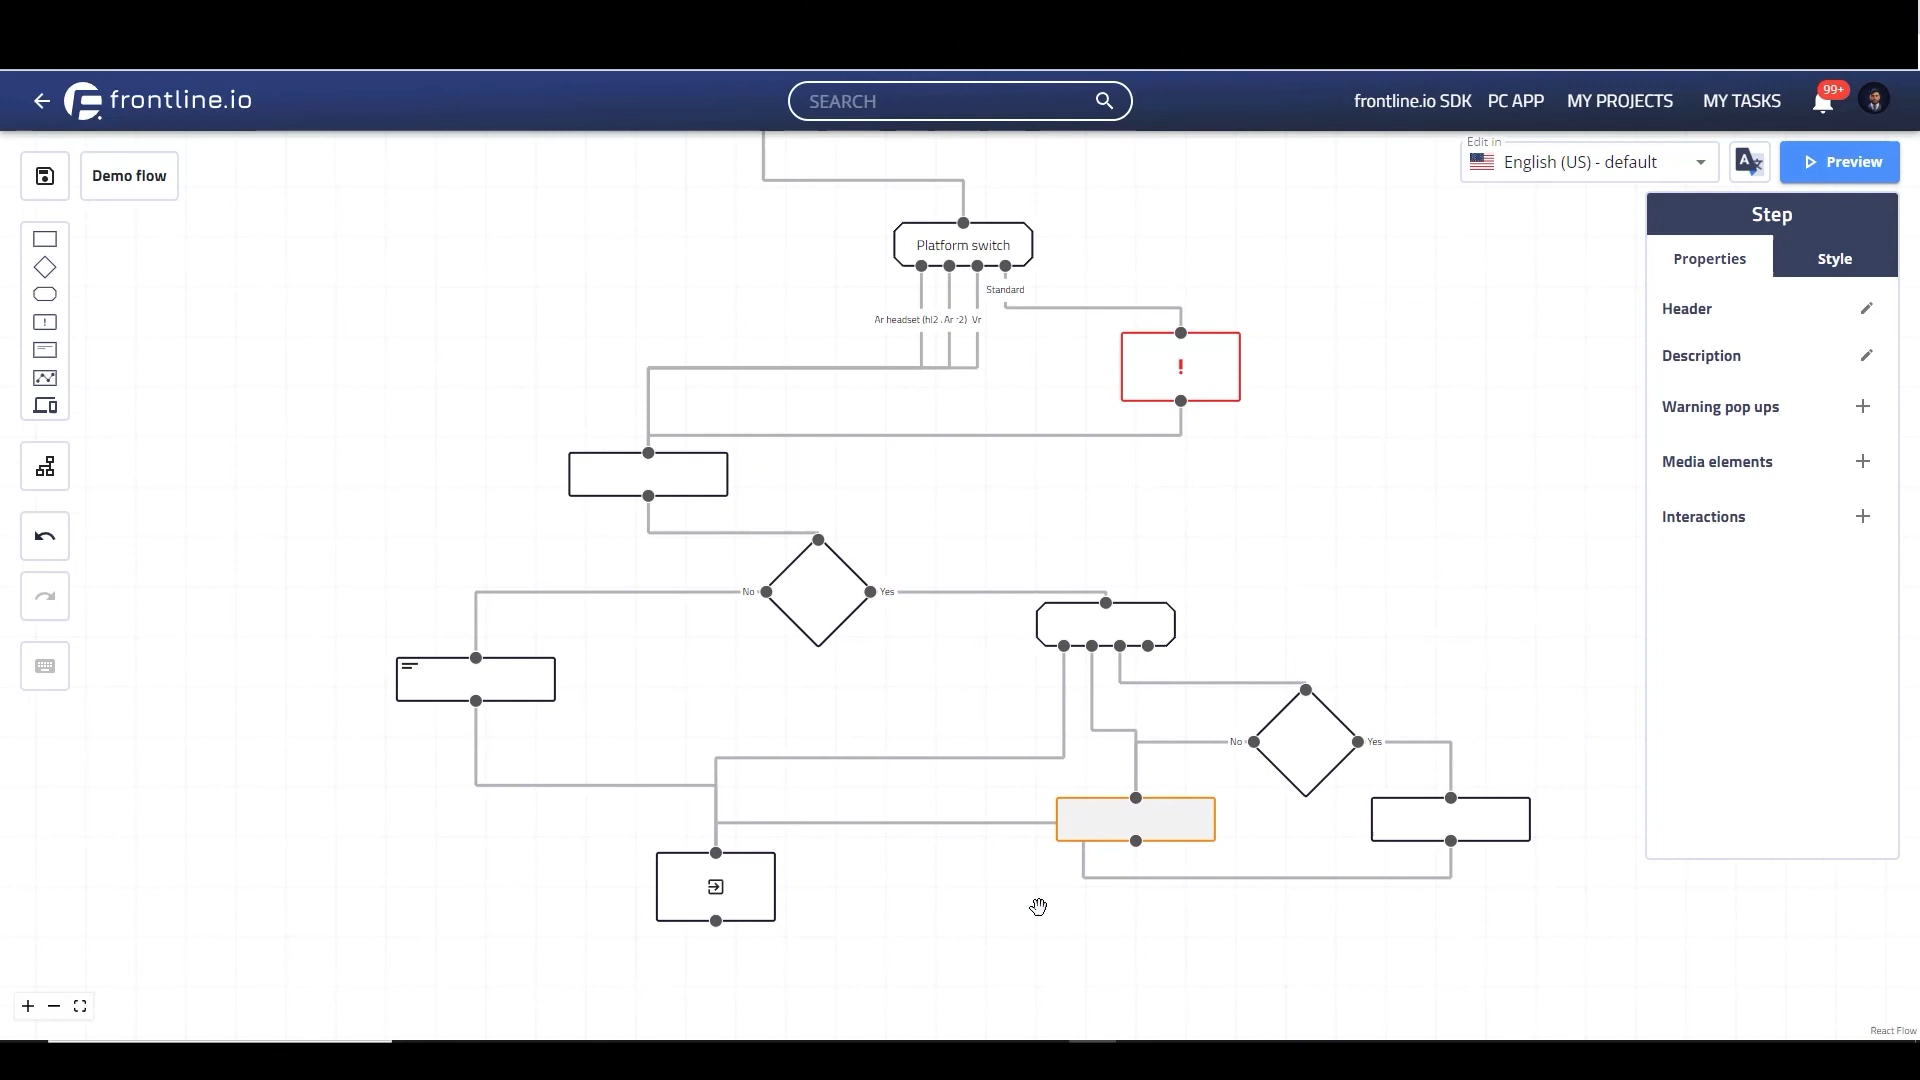 frontline.io
SEARCH
frontline.io SDK
PC APP
MY PROJECTS
MY TASKS
99+
Demo flow
Edit in
English (US) - default
Preview
Step
Properties
Style
Header
Description
Warning pop ups
Media elements
Interactions
Platform switch
Standard
Ar headset (hl2
Ar
r2)
Vr
!
No
Yes
No
Yes
React Flow